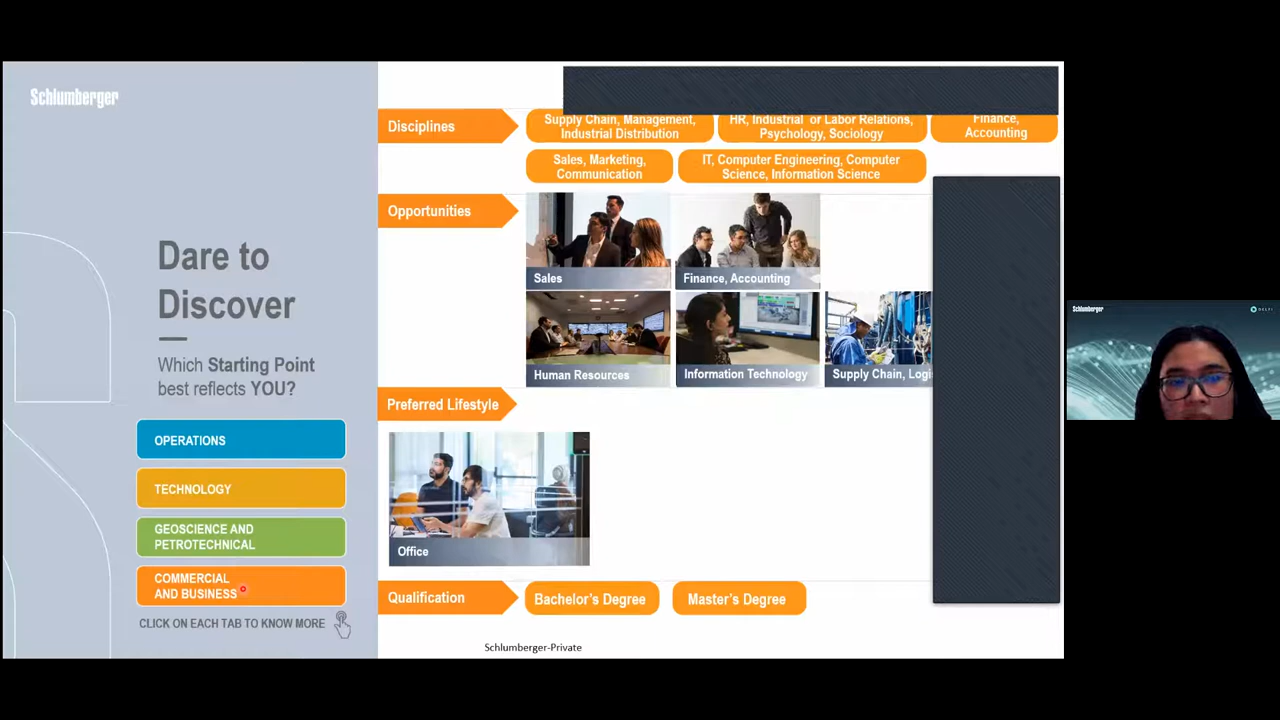 Schlumberger
Dare to
Discover
Which Starting Point
best reflects YOU?
OPERATIONS
TECHNOLOGY
GEOSCIENCE AND
PETROTECHNICAL
COMMERCIAL
AND BUSINESS
CLICK ON EACH TAB TO KNOW MORE
Disciplines
Supply Chain, Management,
Industrial Distribution
HR, Industrial or Labor Relations,
Psychology, Sociology
Finance,
Accounting
Sales, Marketing,
Communication
IT, Computer Engineering, Computer
Science, Information Science
Opportunities
Sales
Finance, Accounting
Human Resources
Information Technology
Supply Chain, Logi
Preferred Lifestyle
Office
Qualification
Bachelor's Degree
Master's Degree
Schlumberger-Private
Schlumberger
DELFI